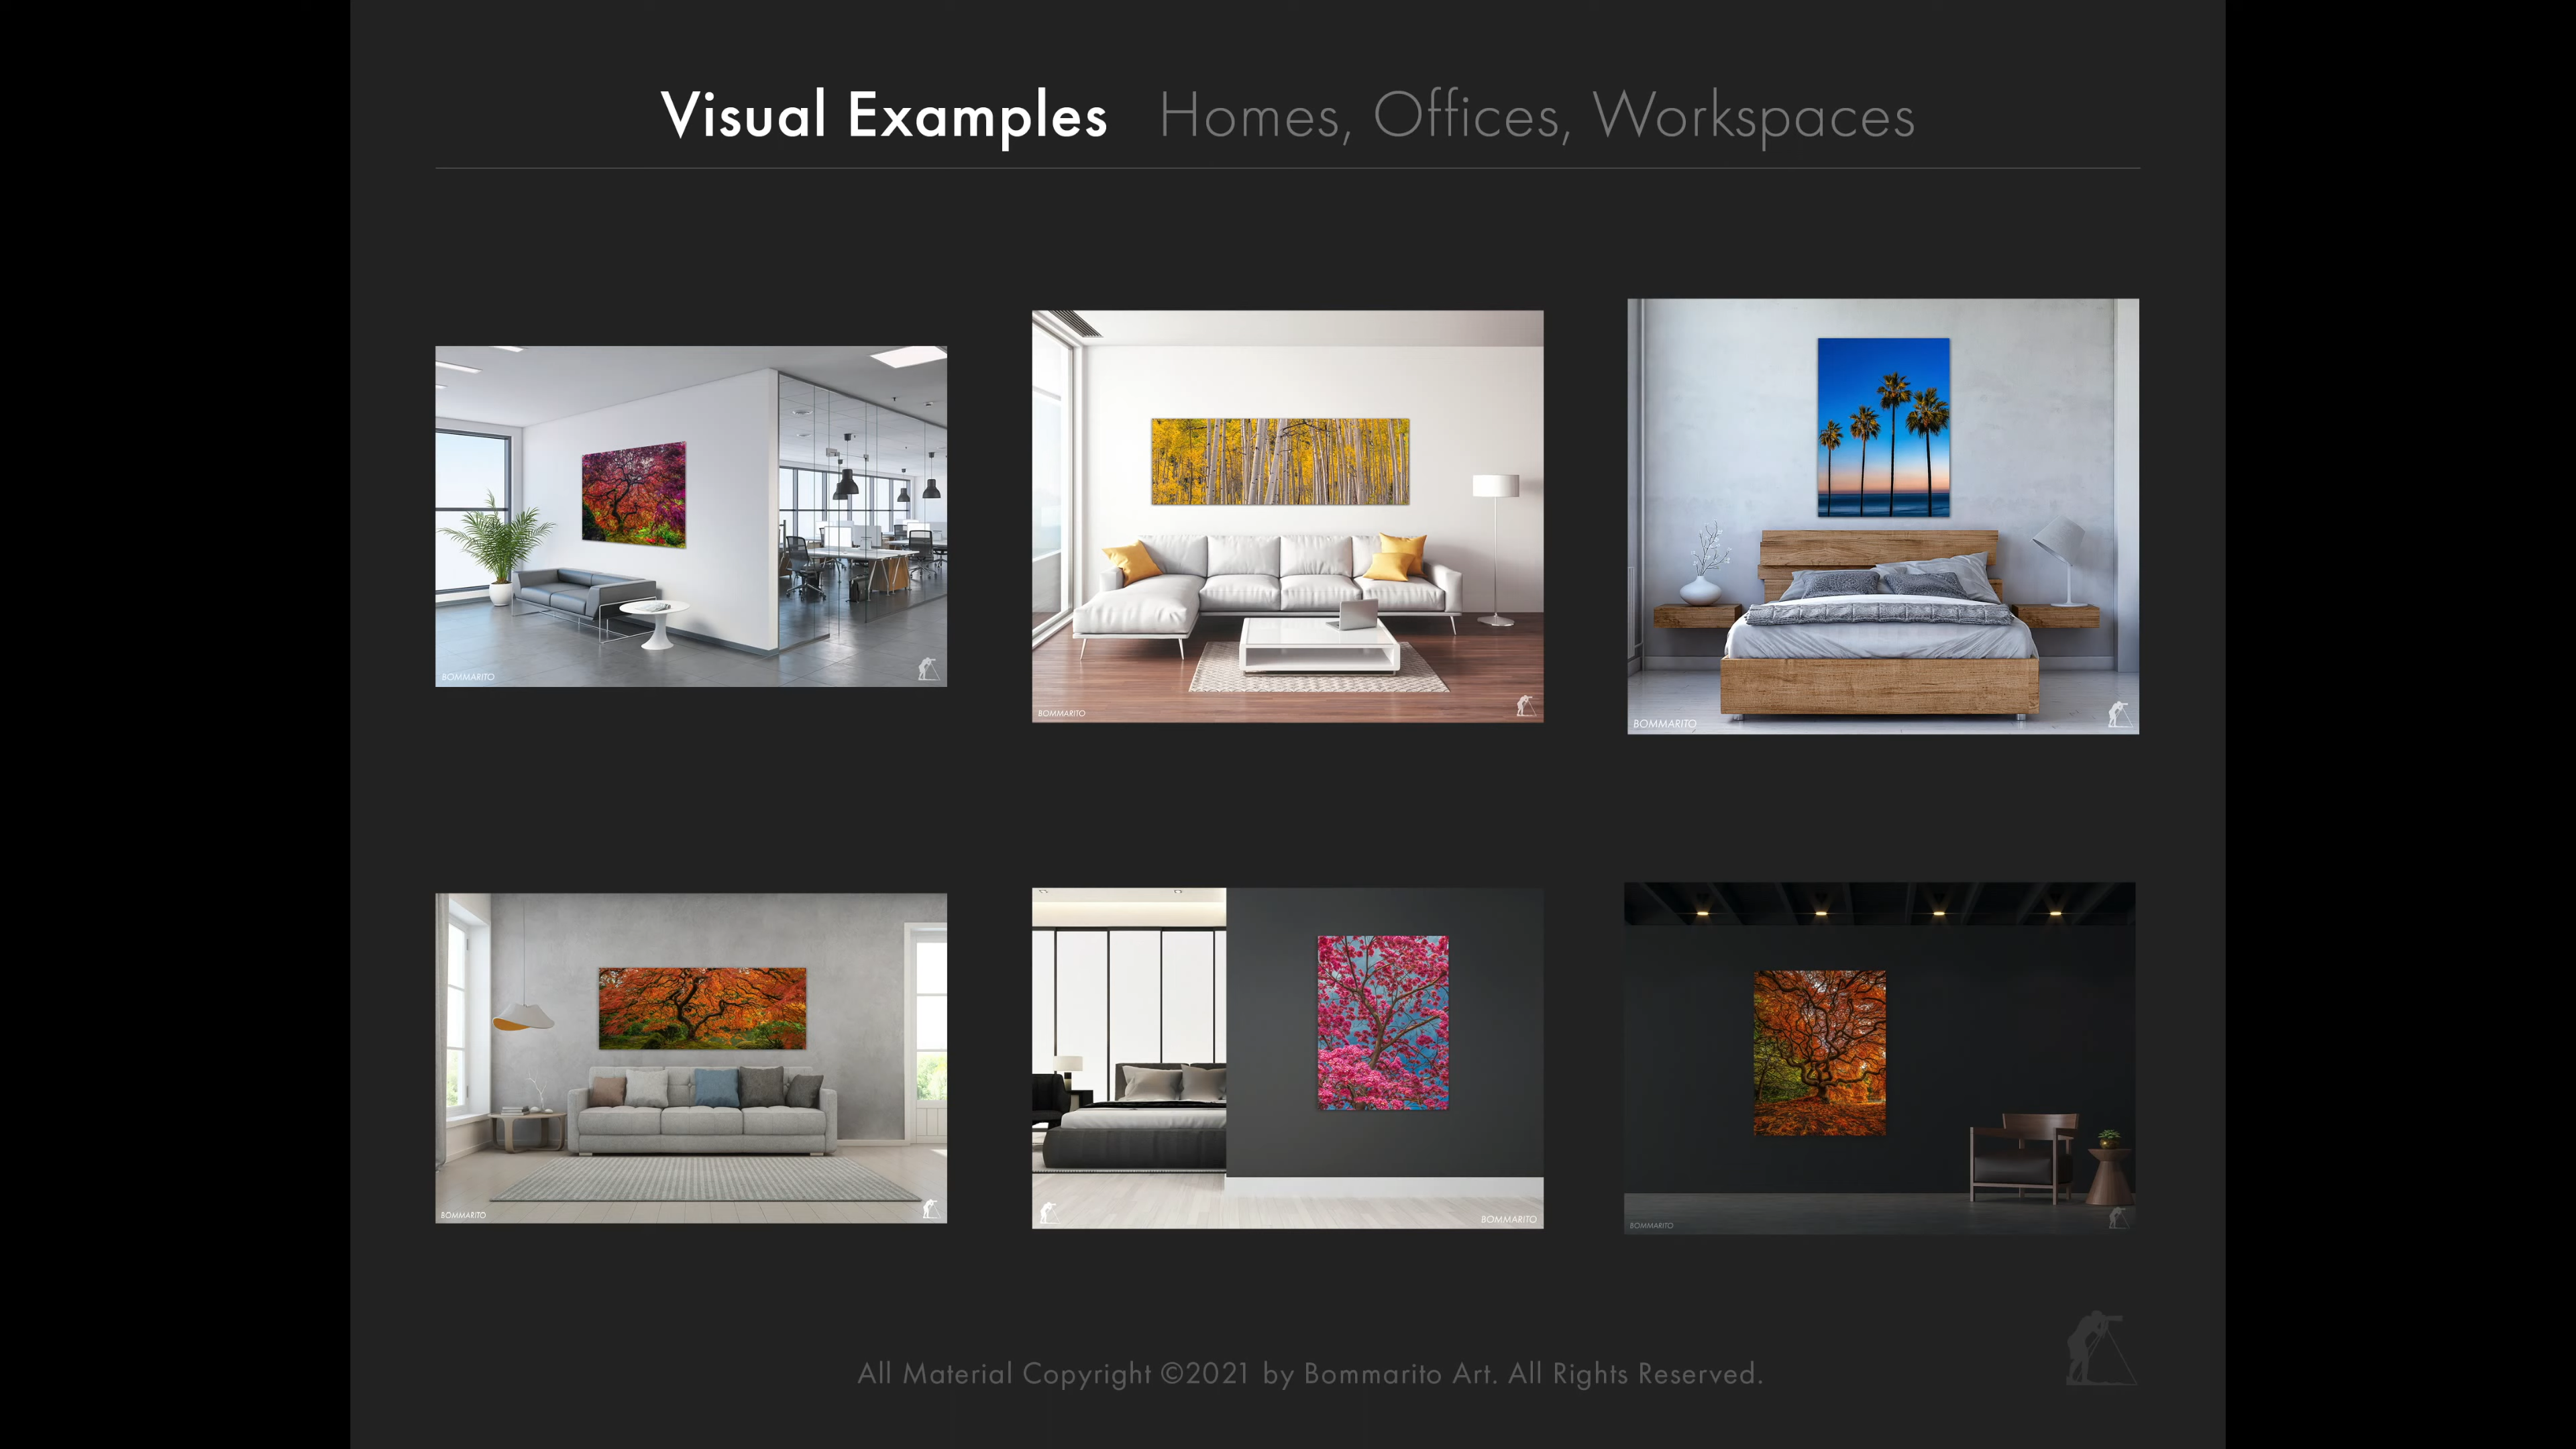 Visual Examples Homes, Offices, Workspaces
BOMMARITO
BOMMARITO
BOMMARITO
BOMMARITO
BOMMARITO
BOMMARITO
All Material Copyright ©2021 by Bommarito Art. All Rights Reserved.